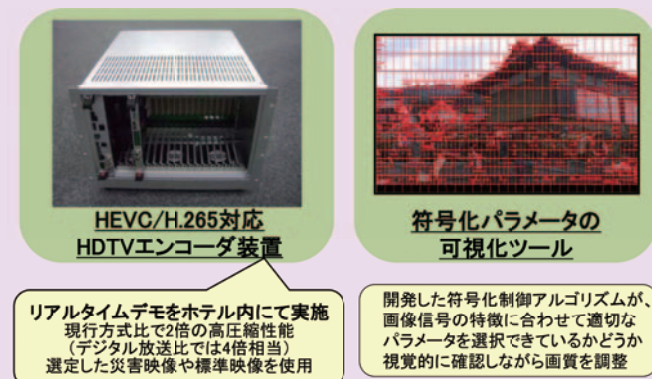 HEVC/H.265対応
HDTVエンコーダ装置
リアルタイムデモをホテル内にて実施
現行方式比で2倍の高圧縮性能
（デジタル放送比では4倍相当）
選定した災害映像や標準映像を使用
符号化パラメータの
可視化ツール
開発した符号化制御アルゴリズムが、
画像信号の特徴に合わせて適切な
パラメータを選択できているかどうか
視覚的に確認しながら画質を調整